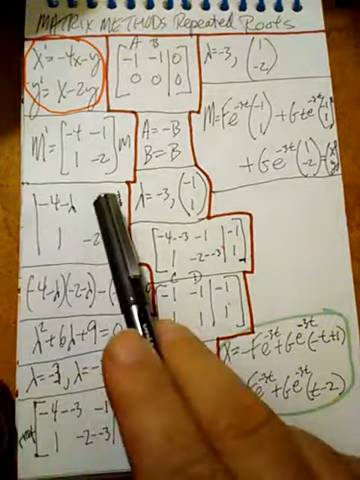 MATRIX METHODS Repeated Roots
x' = -4x-y
y' = x-2y
M' = [-4 -1
1 -2] M
|-4-λ
1 -2
(-4-λ)(-2-λ)-(
λ²+6λ+9=0
λ=-3, λ=-
[-4--3 -1
1 -2--3
A B
[-1 -1 | 0
0 0 | 0]
A=-B
B=B
λ=-3, (-1
1)
[-4--3 -1 | -1
1 -2--3 | 1]
C D
[-1 -1 | -1
1 1 | 1]
λ=-3, (1
-2)
M=Fe^-3t(-1
1)+Gte^-3t(-1
1)
+Ge^-3t(1
-2)=(x
y)
x=-Fe^-3t+Ge^-3t(-t+1)
e^-3t+Ge^-3t(t-2)